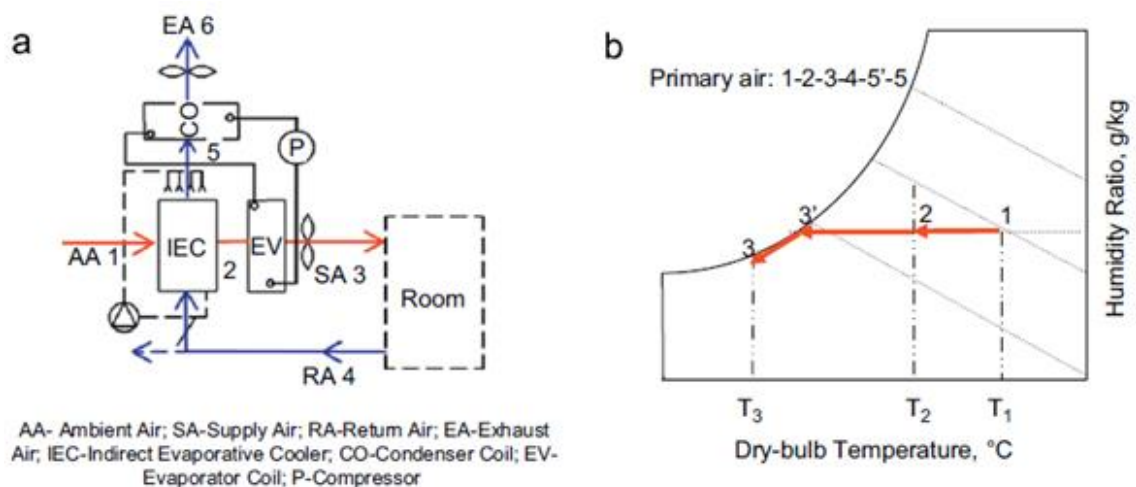 a
EA 6
CO
5
P
AA 1
IEC
2
EV
SA 3
Room
RA 4
AA- Ambient Air; SA-Supply Air; RA-Return Air; EA-Exhaust
Air; IEC-Indirect Evaporative Cooler; CO-Condenser Coil; EV-
Evaporator Coil; P-Compressor
b
Primary air: 1-2-3-4-5'-5
3'
2
1
3
Humidity Ratio, g/kg
T3
T2
T1
Dry-bulb Temperature, °C